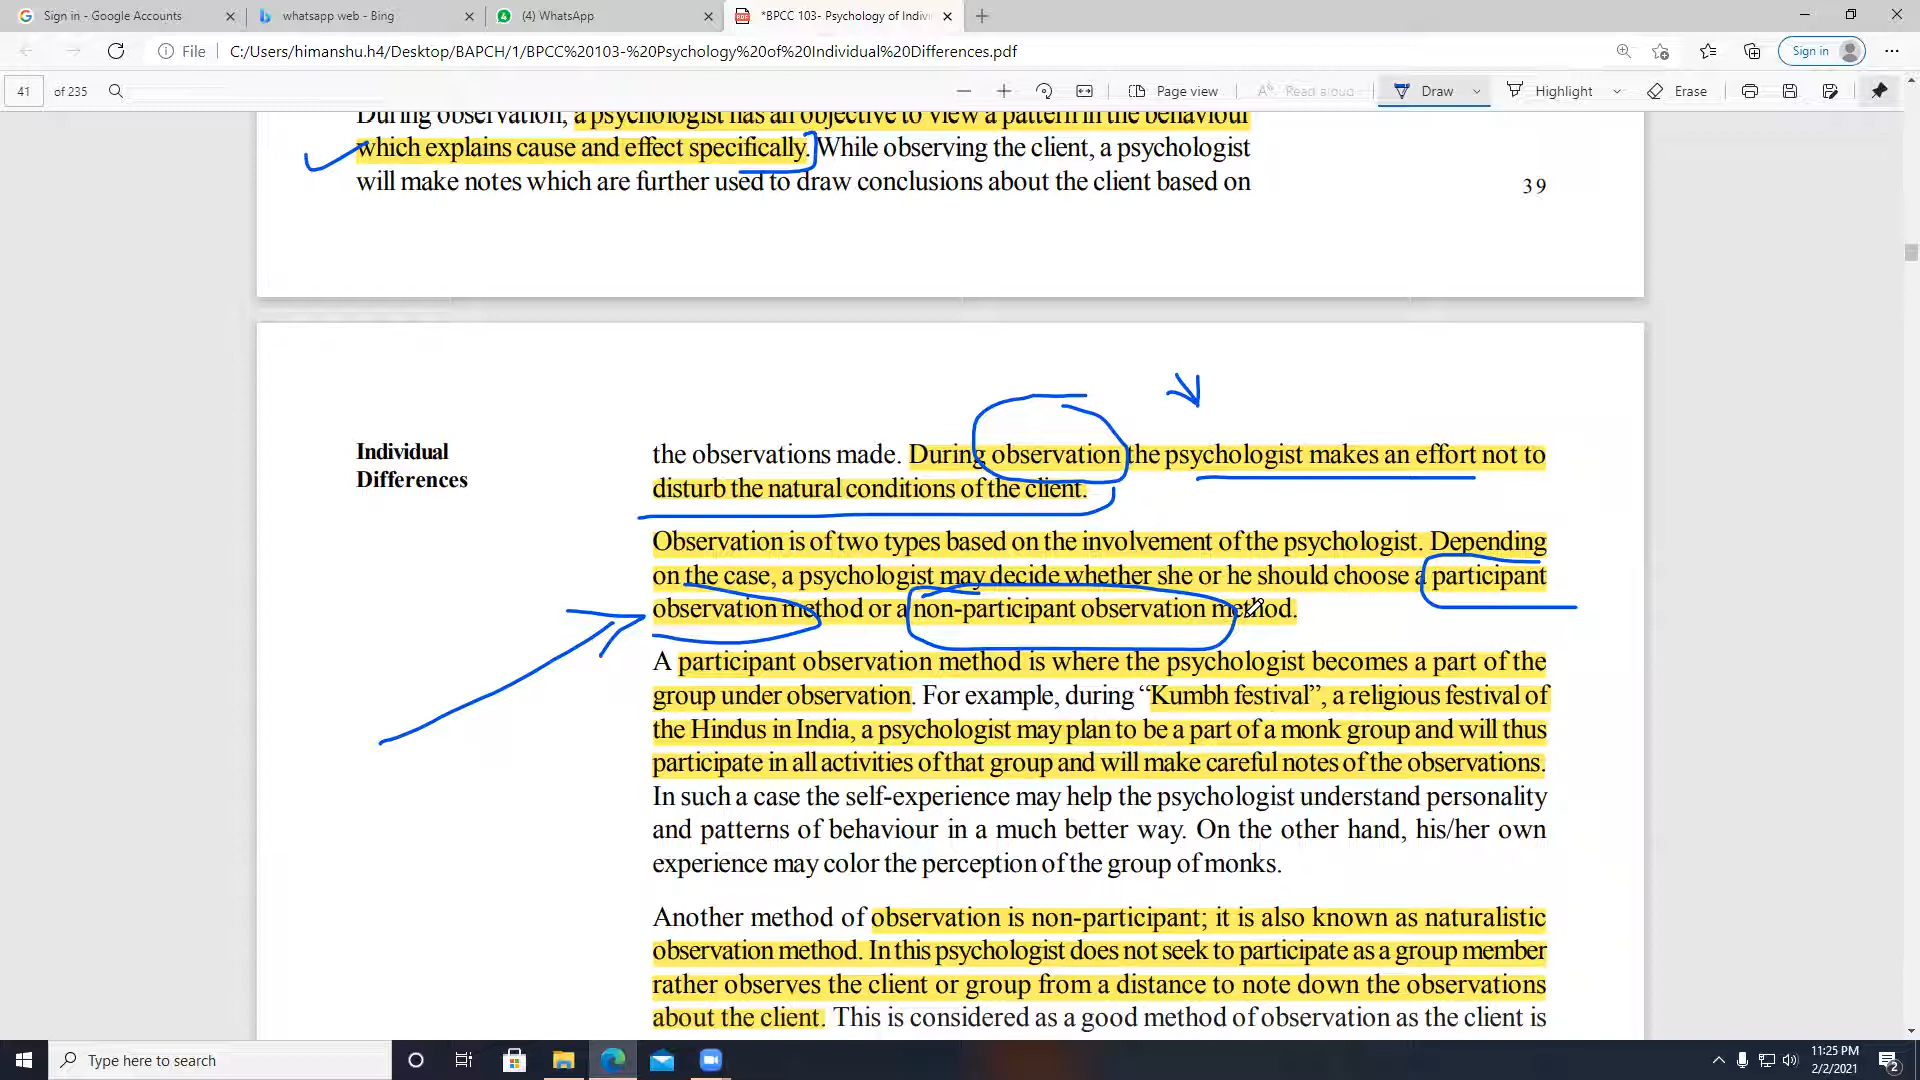 Sign in - Google Accounts
whatsapp web - Bing
(4) WhatsApp
*BPCC 103- Psychology of Indivi
File
C:/Users/himanshu.h4/Desktop/BAPCH/1/BPCC%20103-%20Psychology%20of%20Individual%20Differences.pdf
Sign in
41
of 235
Page view
Read aloud
Draw
Highlight
Erase
During observation, a psychologist has an objective to view a pattern in the behaviour
which explains cause and effect specifically. While observing the client, a psychologist
will make notes which are further used to draw conclusions about the client based on
39
Individual
Differences
the observations made. During observation the psychologist makes an effort not to
disturb the natural conditions of the client.
Observation is of two types based on the involvement of the psychologist. Depending
on the case, a psychologist may decide whether she or he should choose a participant
observation method or a non-participant observation method.
A participant observation method is where the psychologist becomes a part of the
group under observation. For example, during “Kumbh festival”, a religious festival of
the Hindus in India, a psychologist may plan to be a part of a monk group and will thus
participate in all activities of that group and will make careful notes of the observations.
In such a case the self-experience may help the psychologist understand personality
and patterns of behaviour in a much better way. On the other hand, his/her own
experience may color the perception of the group of monks.
Another method of observation is non-participant; it is also known as naturalistic
observation method. In this psychologist does not seek to participate as a group member
rather observes the client or group from a distance to note down the observations
about the client. This is considered as a good method of observation as the client is
Type here to search
11:25 PM
2/2/2021
2